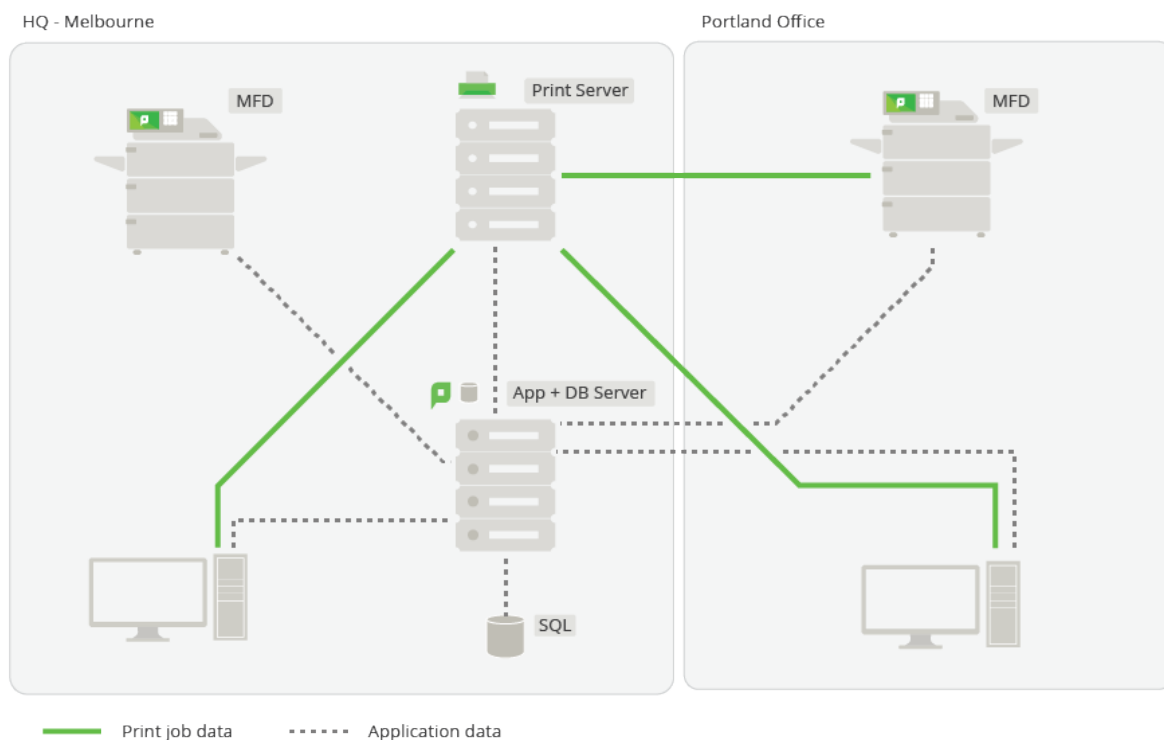 HQ - Melbourne
Portland Office
MFD
Print Server
MFD
App + DB Server
SQL
Print job data
Application data